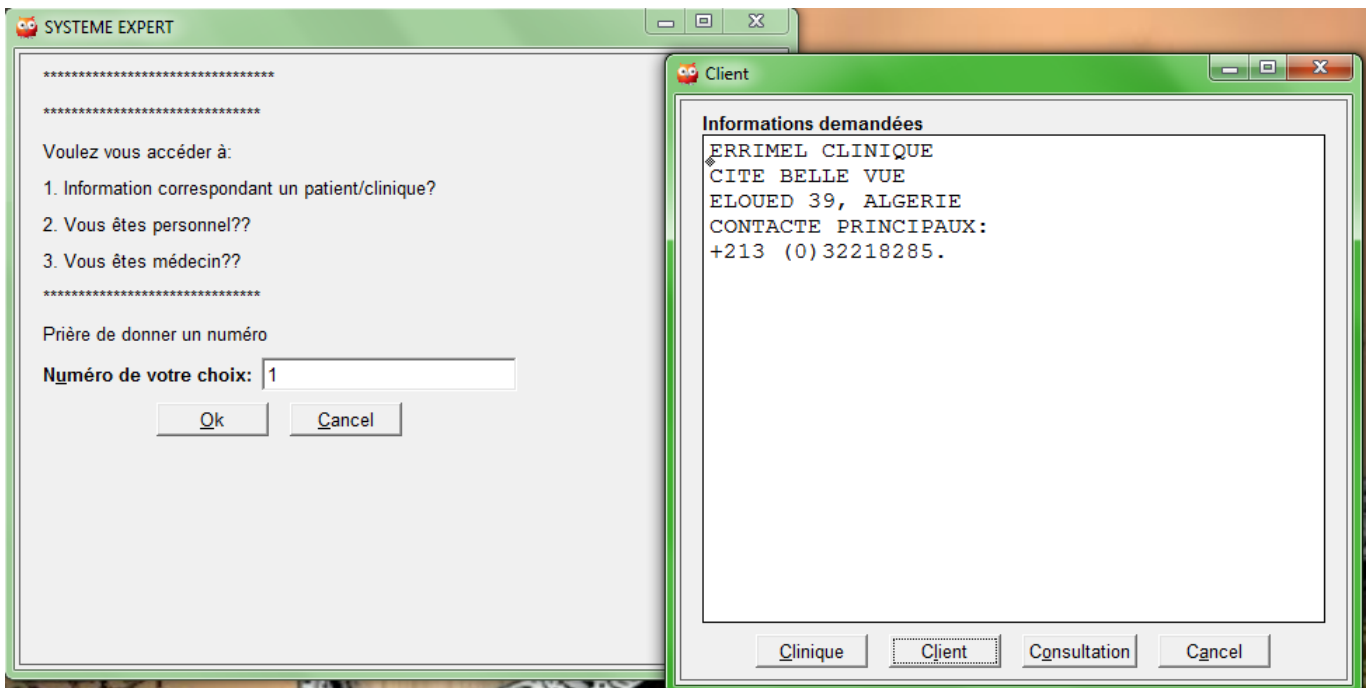 SYSTEME EXPERT
*********************************
*******************************
Voulez vous accéder à:
1. Information correspondant un patient/clinique?
2. Vous êtes personnel??
3. Vous êtes médecin??
*******************************
Prière de donner un numéro
Numéro de votre choix: 1
Ok Cancel
Client
Informations demandées
ERRIMEL CLINIQUE
CITE BELLE VUE
ELOUED 39, ALGERIE
CONTACTE PRINCIPAUX:
+213 (0)32218285.
Clinique Client Consultation Cancel